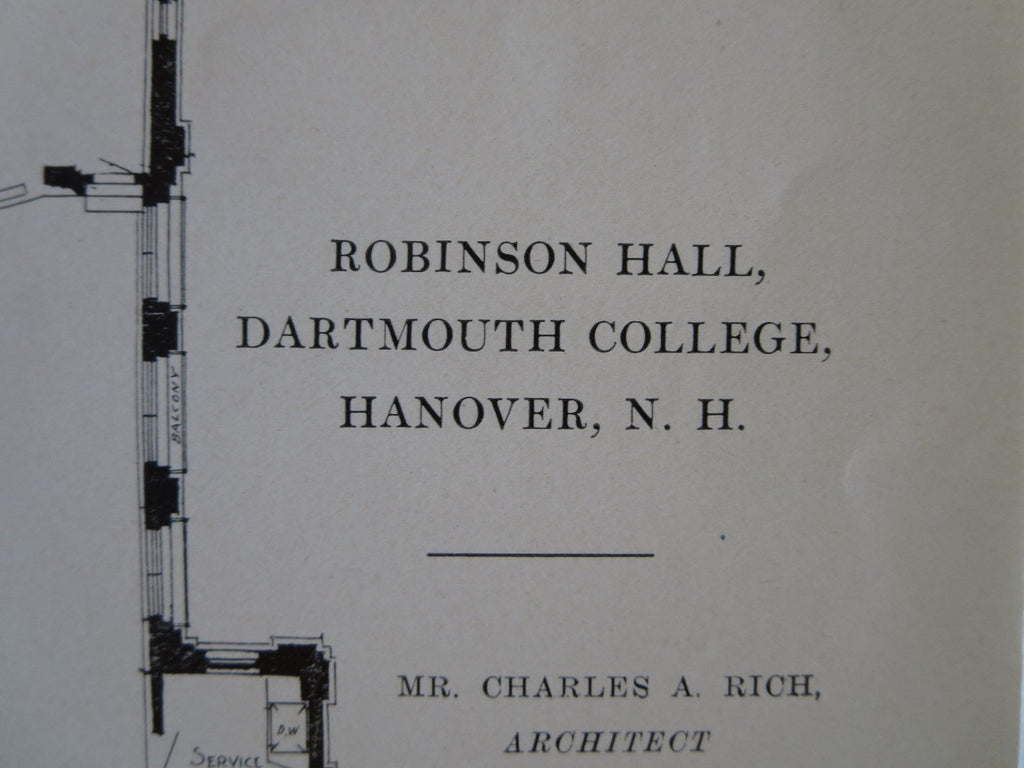 ROBINSON HALL,
DARTMOUTH COLLEGE,
HANOVER, N. H.
BALCONY
MR. CHARLES A. RICH,
ARCHITECT
D.W
SERVICE